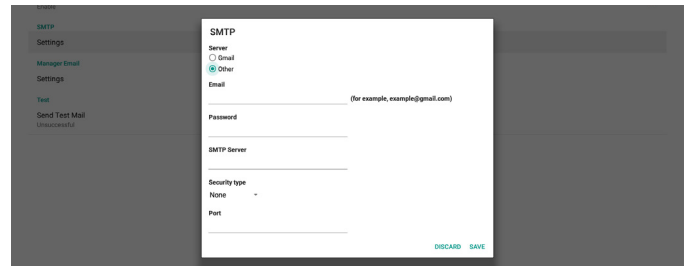 Enable
SMTP
Settings
Manager Email
Settings
Test
Send Test Mail
Unsuccessful
SMTP
Server
Gmail
Other
Email
(for example, example@gmail.com)
Password
SMTP Server
Security type
None
Port
DISCARD SAVE